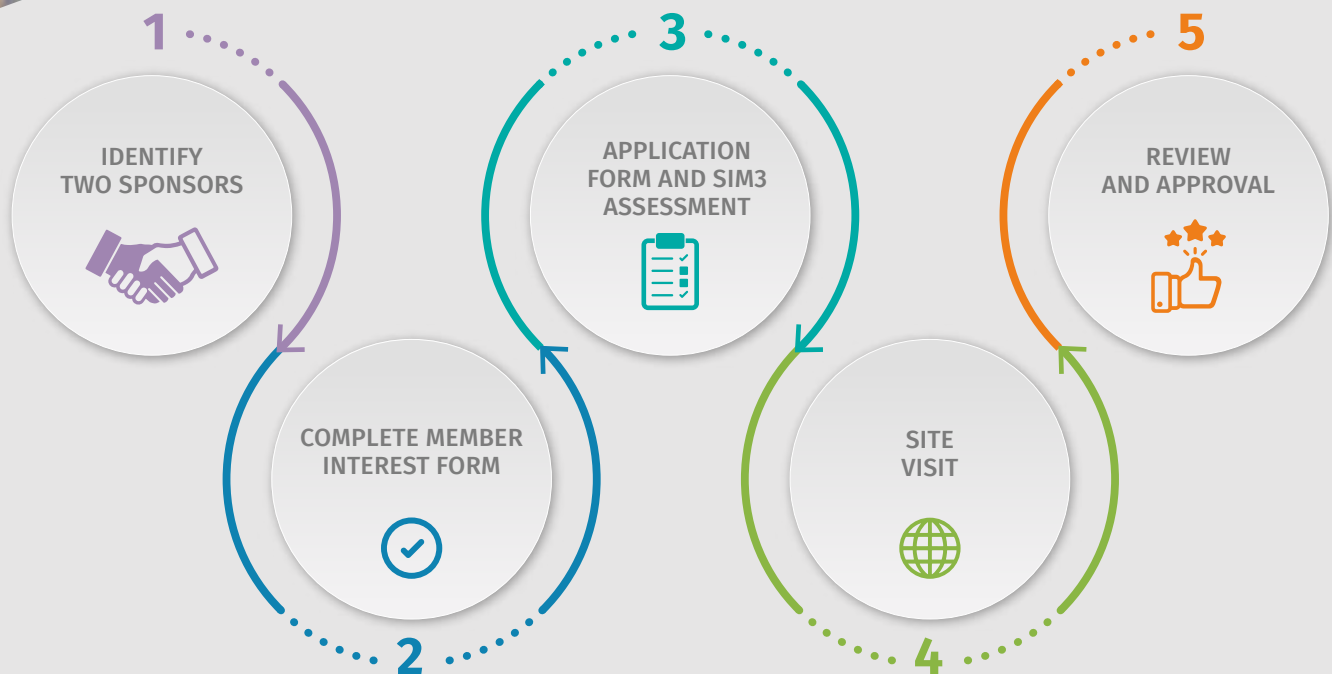 1
IDENTIFY
TWO SPONSORS
2
COMPLETE MEMBER
INTEREST FORM
3
APPLICATION
FORM AND SIM3
ASSESSMENT
4
SITE
VISIT
5
REVIEW
AND APPROVAL